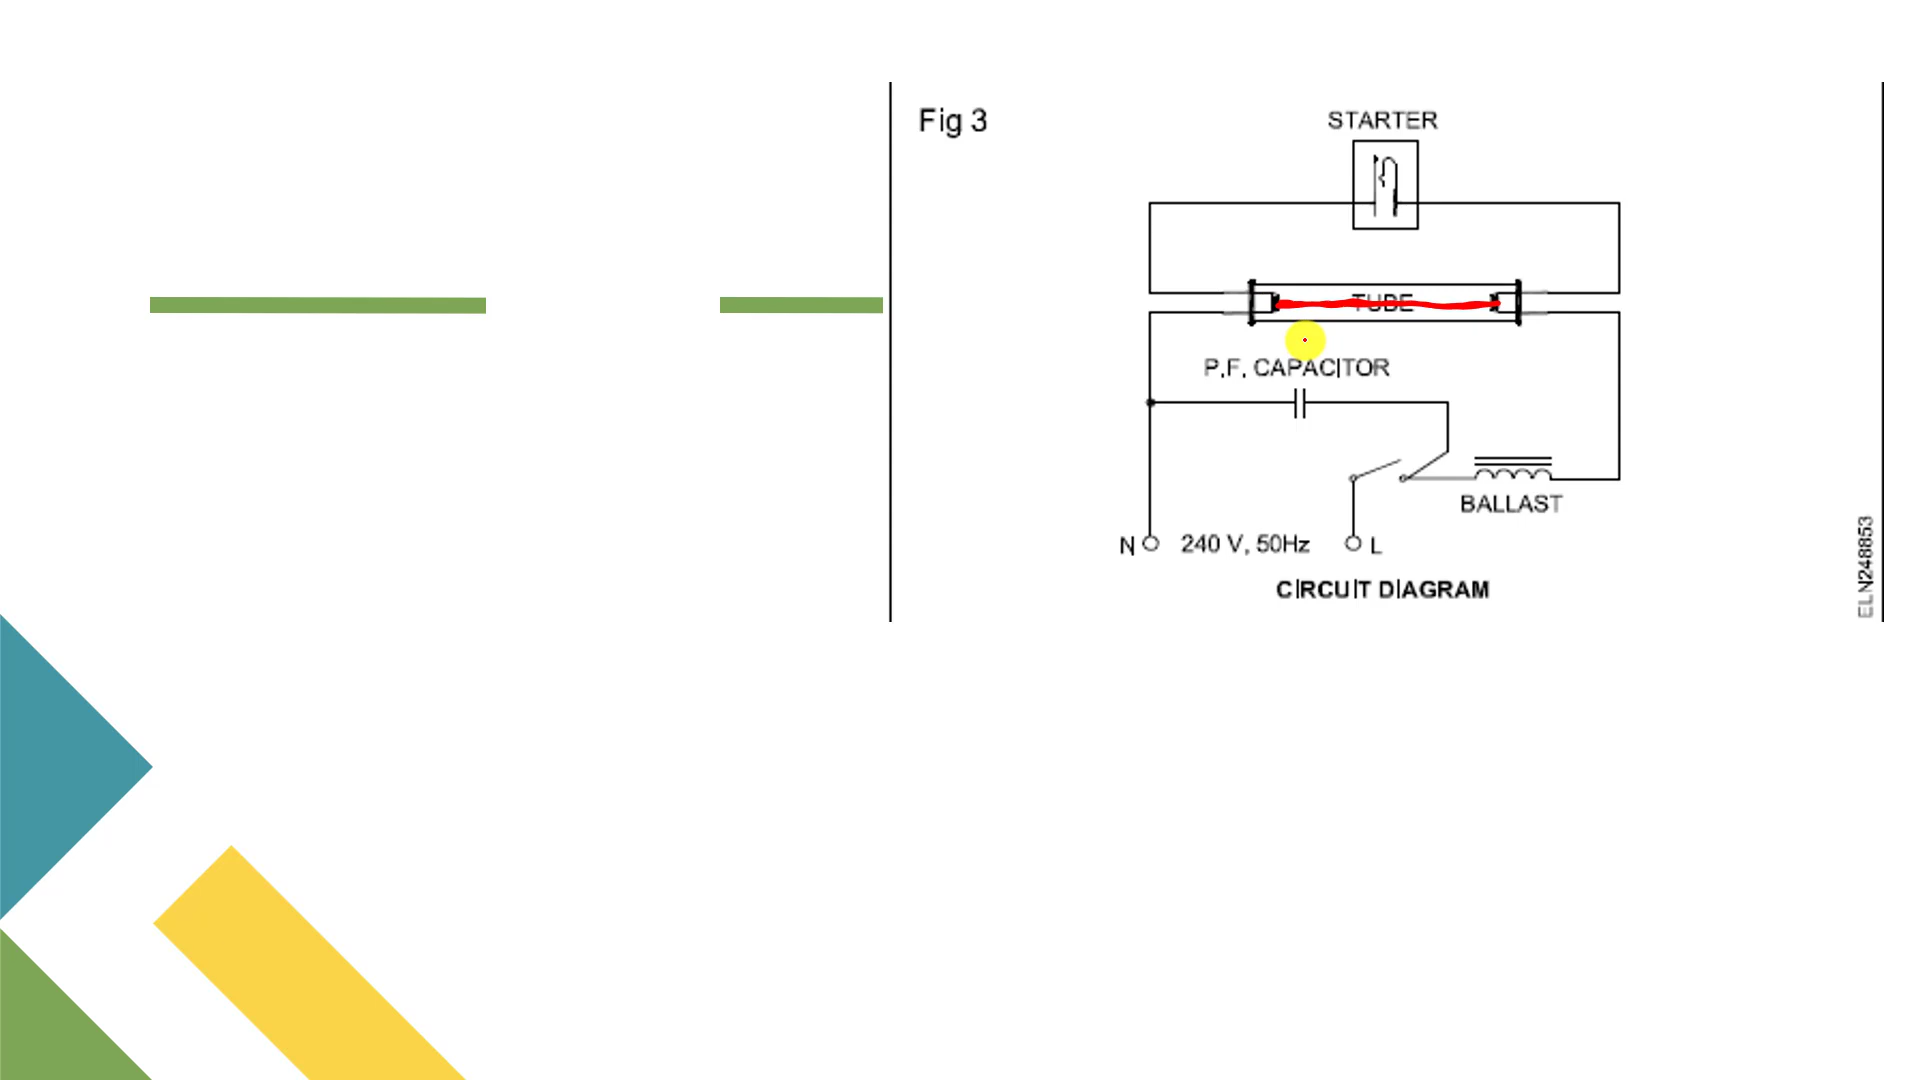 Fig 3
STARTER
TUBE
P.F. CAPACITOR
BALLAST
N 240 V, 50Hz L
CIRCUIT DIAGRAM
ELN248853